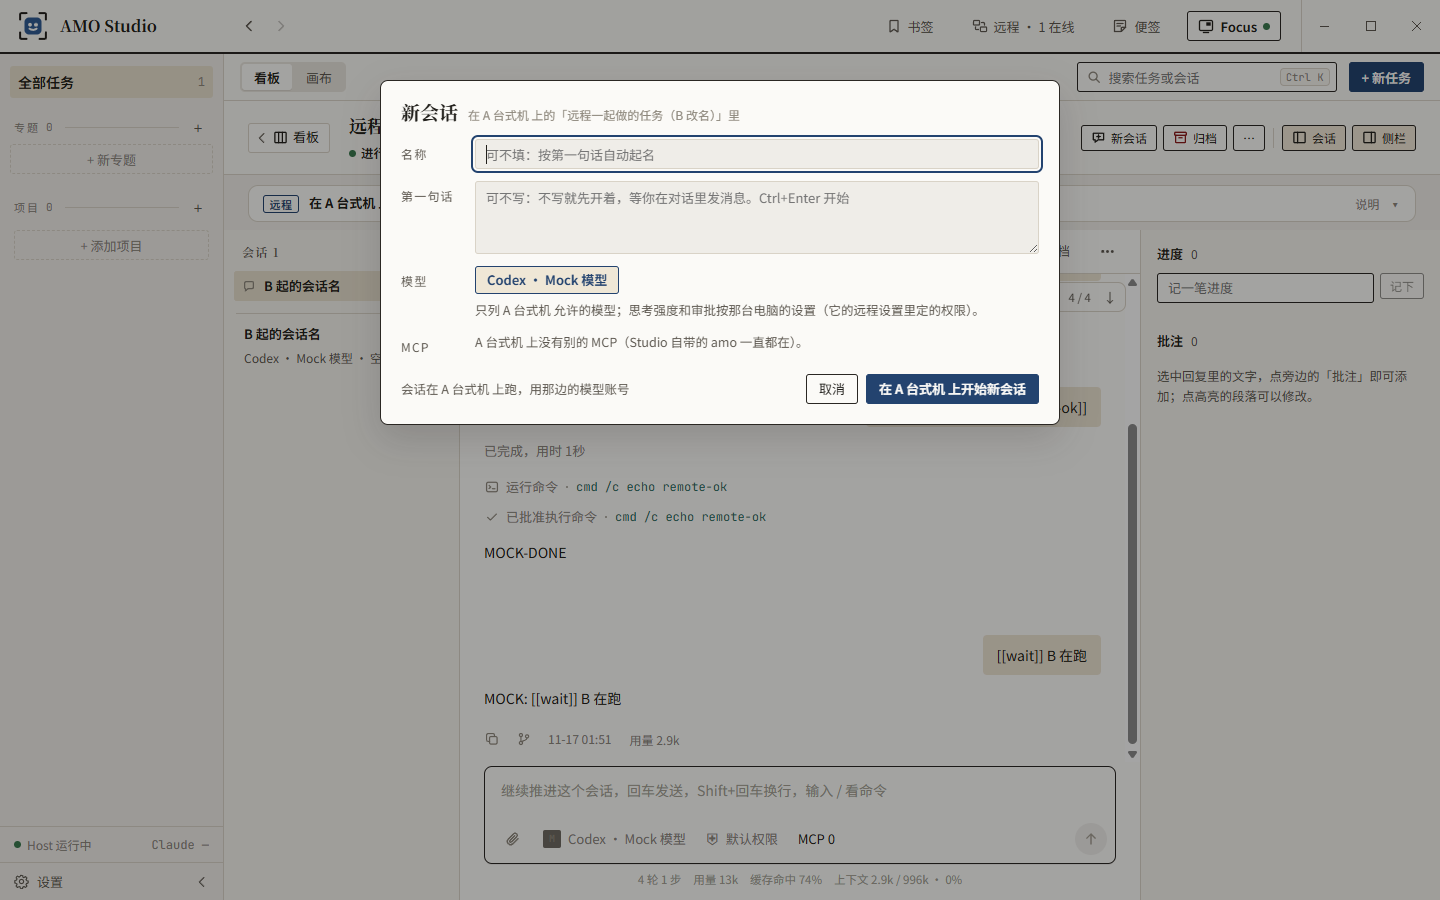 AMO Studio
书签
远程 · 1 在线
便签
Focus
全部任务 1
专题 0
+ 新专题
项目 0
+ 添加项目
Host 运行中 Claude —
设置
看板 画布
搜索任务或会话 Ctrl K
+ 新任务
看板
远程
进行
新会话
归档
会话
侧栏
远程 在 A 台式机
说明
会话 1
B 起的会话名
B 起的会话名
Codex · Mock 模型 · 空
新会话 在 A 台式机 上的「远程一起做的任务（B 改名）」里
名称 可不填：按第一句话自动起名
第一句话 可不写：不写就先开着，等你在对话里发消息。Ctrl+Enter 开始
模型 Codex · Mock 模型
只列 A 台式机 允许的模型；思考强度和审批按那台电脑的设置（它的远程设置里定的权限）。
MCP A 台式机 上没有别的 MCP（Studio 自带的 amo 一直都在）。
会话在 A 台式机 上跑，用那边的模型账号
取消 在 A 台式机 上开始新会话
档 ···
4 / 4
ok]]
已完成，用时 1秒
运行命令 · cmd /c echo remote-ok
已批准执行命令 · cmd /c echo remote-ok
MOCK-DONE
[[wait]] B 在跑
MOCK: [[wait]] B 在跑
11-17 01:51 用量 2.9k
继续推进这个会话，回车发送，Shift+回车换行，输入 / 看命令
Codex · Mock 模型 默认权限 MCP 0
4 轮 1 步 用量 13k 缓存命中 74% 上下文 2.9k / 996k · 0%
进度 0
记一笔进度 记下
批注 0
选中回复里的文字，点旁边的「批注」即可添
加；点高亮的段落可以修改。